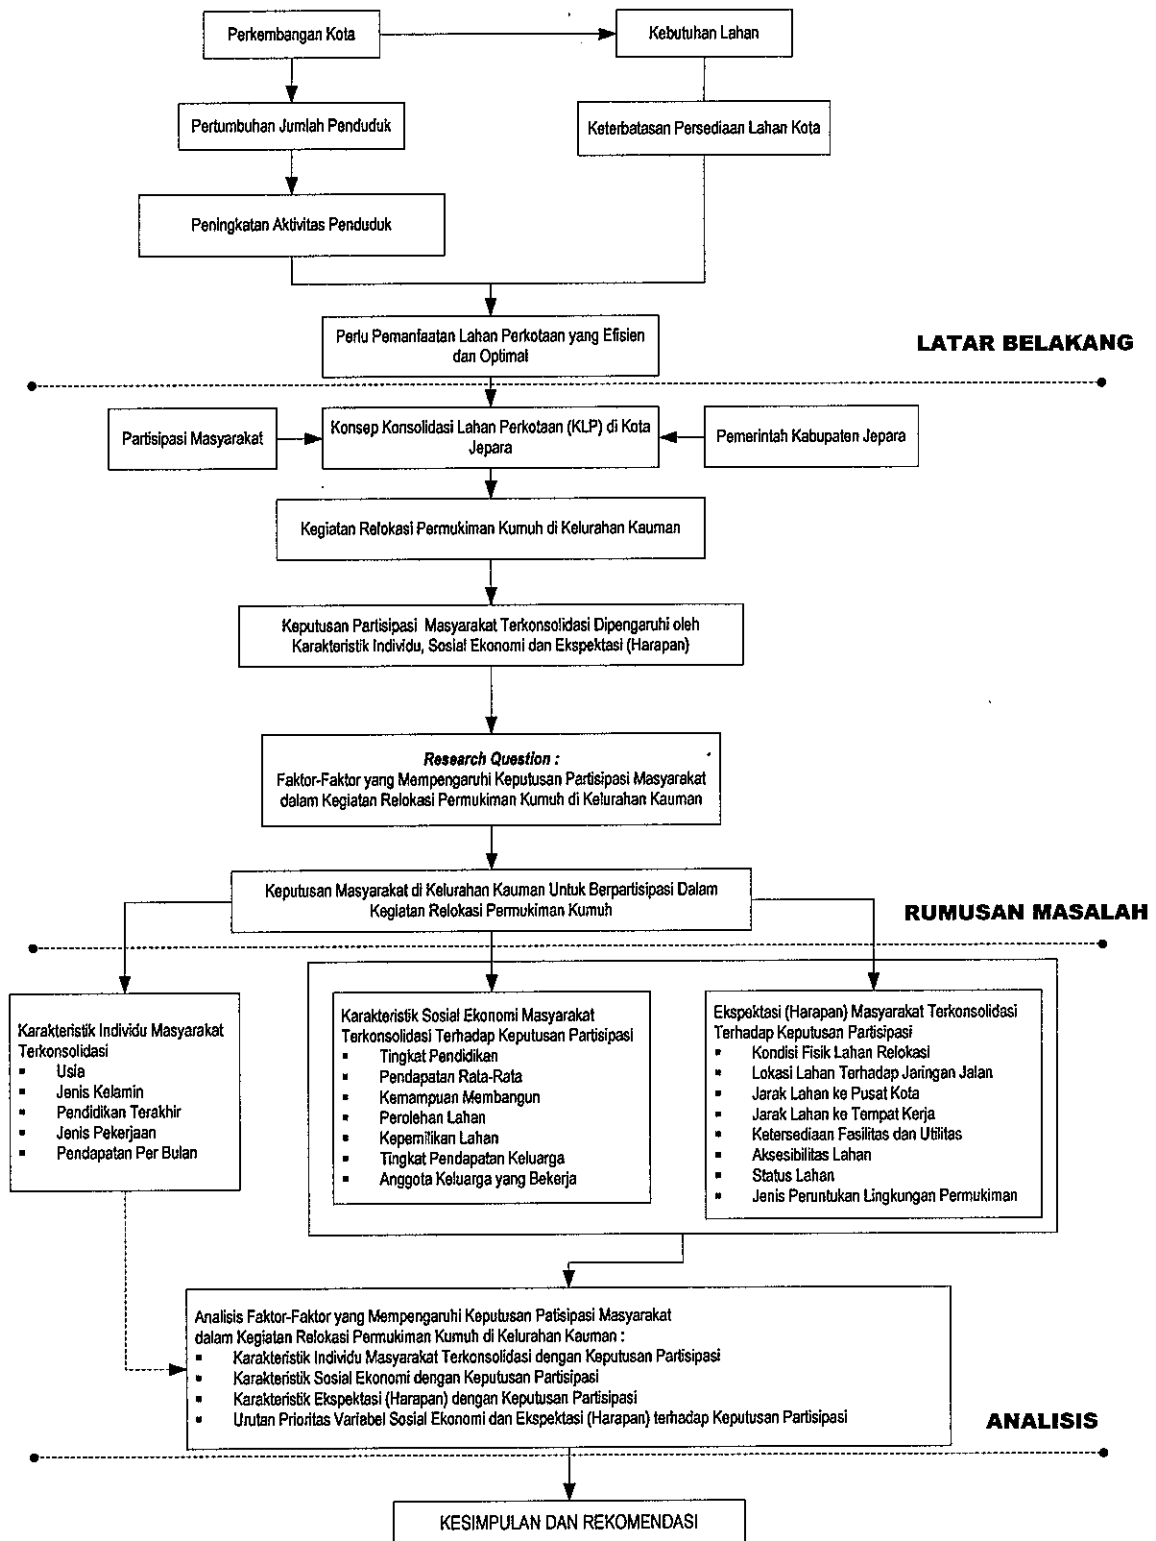 Perkembangan Kota
Kebutuhan Lahan
Pertumbuhan Jumlah Penduduk
Keterbatasan Persediaan Lahan Kota
Peningkatan Aktivitas Penduduk
Perlu Pemanfaatan Lahan Perkotaan yang Efisien
dan Optimal
LATAR BELAKANG
Partisipasi Masyarakat
Konsep Konsolidasi Lahan Perkotaan (KLP) di Kota
Jepara
Pemerintah Kabupaten Jepara
Kegiatan Relokasi Permukiman Kumuh di Kelurahan Kauman
Keputusan Partisipasi Masyarakat Terkonsolidasi Dipengaruhi oleh
Karakteristik Individu, Sosial Ekonomi dan Ekspektasi (Harapan)
Research Question :
Faktor-Faktor yang Mempengaruhi Keputusan Partisipasi Masyarakat
dalam Kegiatan Relokasi Permukiman Kumuh di Kelurahan Kauman
Keputusan Masyarakat di Kelurahan Kauman Untuk Berpartisipasi Dalam
Kegiatan Relokasi Permukiman Kumuh
RUMUSAN MASALAH
Karakteristik Individu Masyarakat
Terkonsolidasi
▪ Usia
▪ Jenis Kelamin
▪ Pendidikan Terakhir
▪ Jenis Pekerjaan
▪ Pendapatan Per Bulan
Karakteristik Sosial Ekonomi Masyarakat
Terkonsolidasi Terhadap Keputusan Partisipasi
▪ Tingkat Pendidikan
▪ Pendapatan Rata-Rata
▪ Kemampuan Membangun
▪ Perolehan Lahan
▪ Kepemilikan Lahan
▪ Tingkat Pendapatan Keluarga
▪ Anggota Keluarga yang Bekerja
Ekspektasi (Harapan) Masyarakat Terkonsolidasi
Terhadap Keputusan Partisipasi
▪ Kondisi Fisik Lahan Relokasi
▪ Lokasi Lahan Terhadap Jaringan Jalan
▪ Jarak Lahan ke Pusat Kota
▪ Jarak Lahan ke Tempat Kerja
▪ Ketersediaan Fasilitas dan Utilitas
▪ Aksesibilitas Lahan
▪ Status Lahan
▪ Jenis Peruntukan Lingkungan Permukiman
Analisis Faktor-Faktor yang Mempengaruhi Keputusan Patisipasi Masyarakat
dalam Kegiatan Relokasi Permukiman Kumuh di Kelurahan Kauman :
▪ Karakteristik Individu Masyarakat Terkonsolidasi dengan Keputusan Partisipasi
▪ Karakteristik Sosial Ekonomi dengan Keputusan Partisipasi
▪ Karakteristik Ekspektasi (Harapan) dengan Keputusan Partisipasi
▪ Urutan Prioritas Variabel Sosial Ekonomi dan Ekspektasi (Harapan) terhadap Keputusan Partisipasi
ANALISIS
KESIMPULAN DAN REKOMENDASI